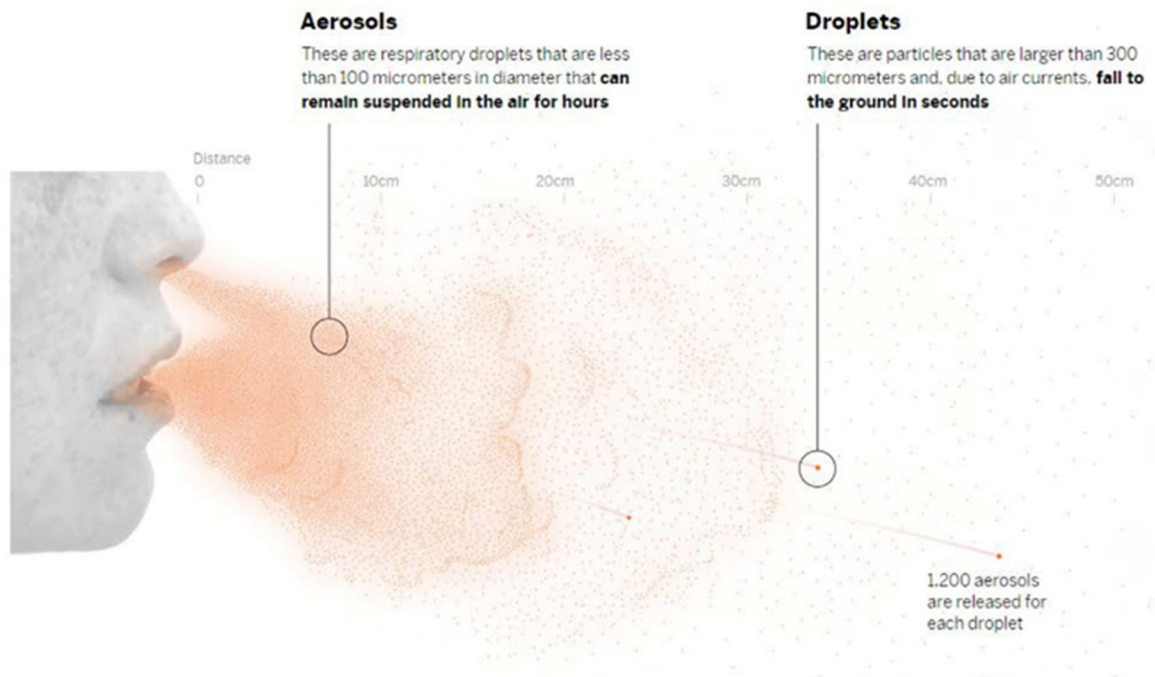 Aerosols
These are respiratory droplets that are less
than 100 micrometers in diameter that can
remain suspended in the air for hours
Droplets
These are particles that are larger than 300
micrometers and, due to air currents, fall to
the ground in seconds
Distance
0
10cm
20cm
30cm
40cm
50cm
1,200 aerosols
are released for
each droplet